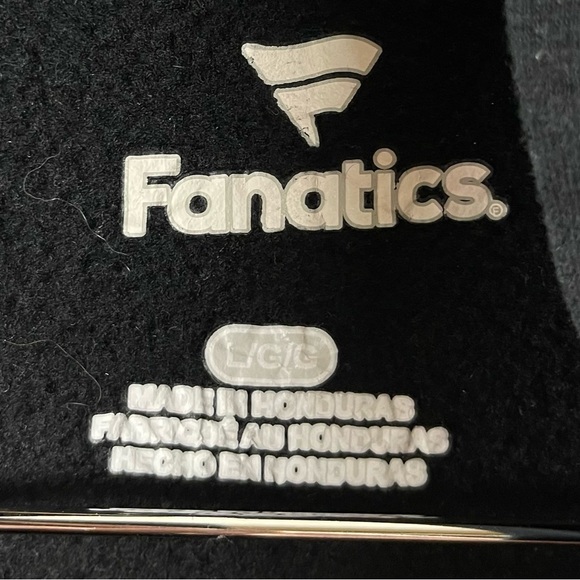 Fanatics®
L/G/G
MADE IN HONDURAS
FABRIQUÉ AU HONDURAS
HECHO EN HONDURAS